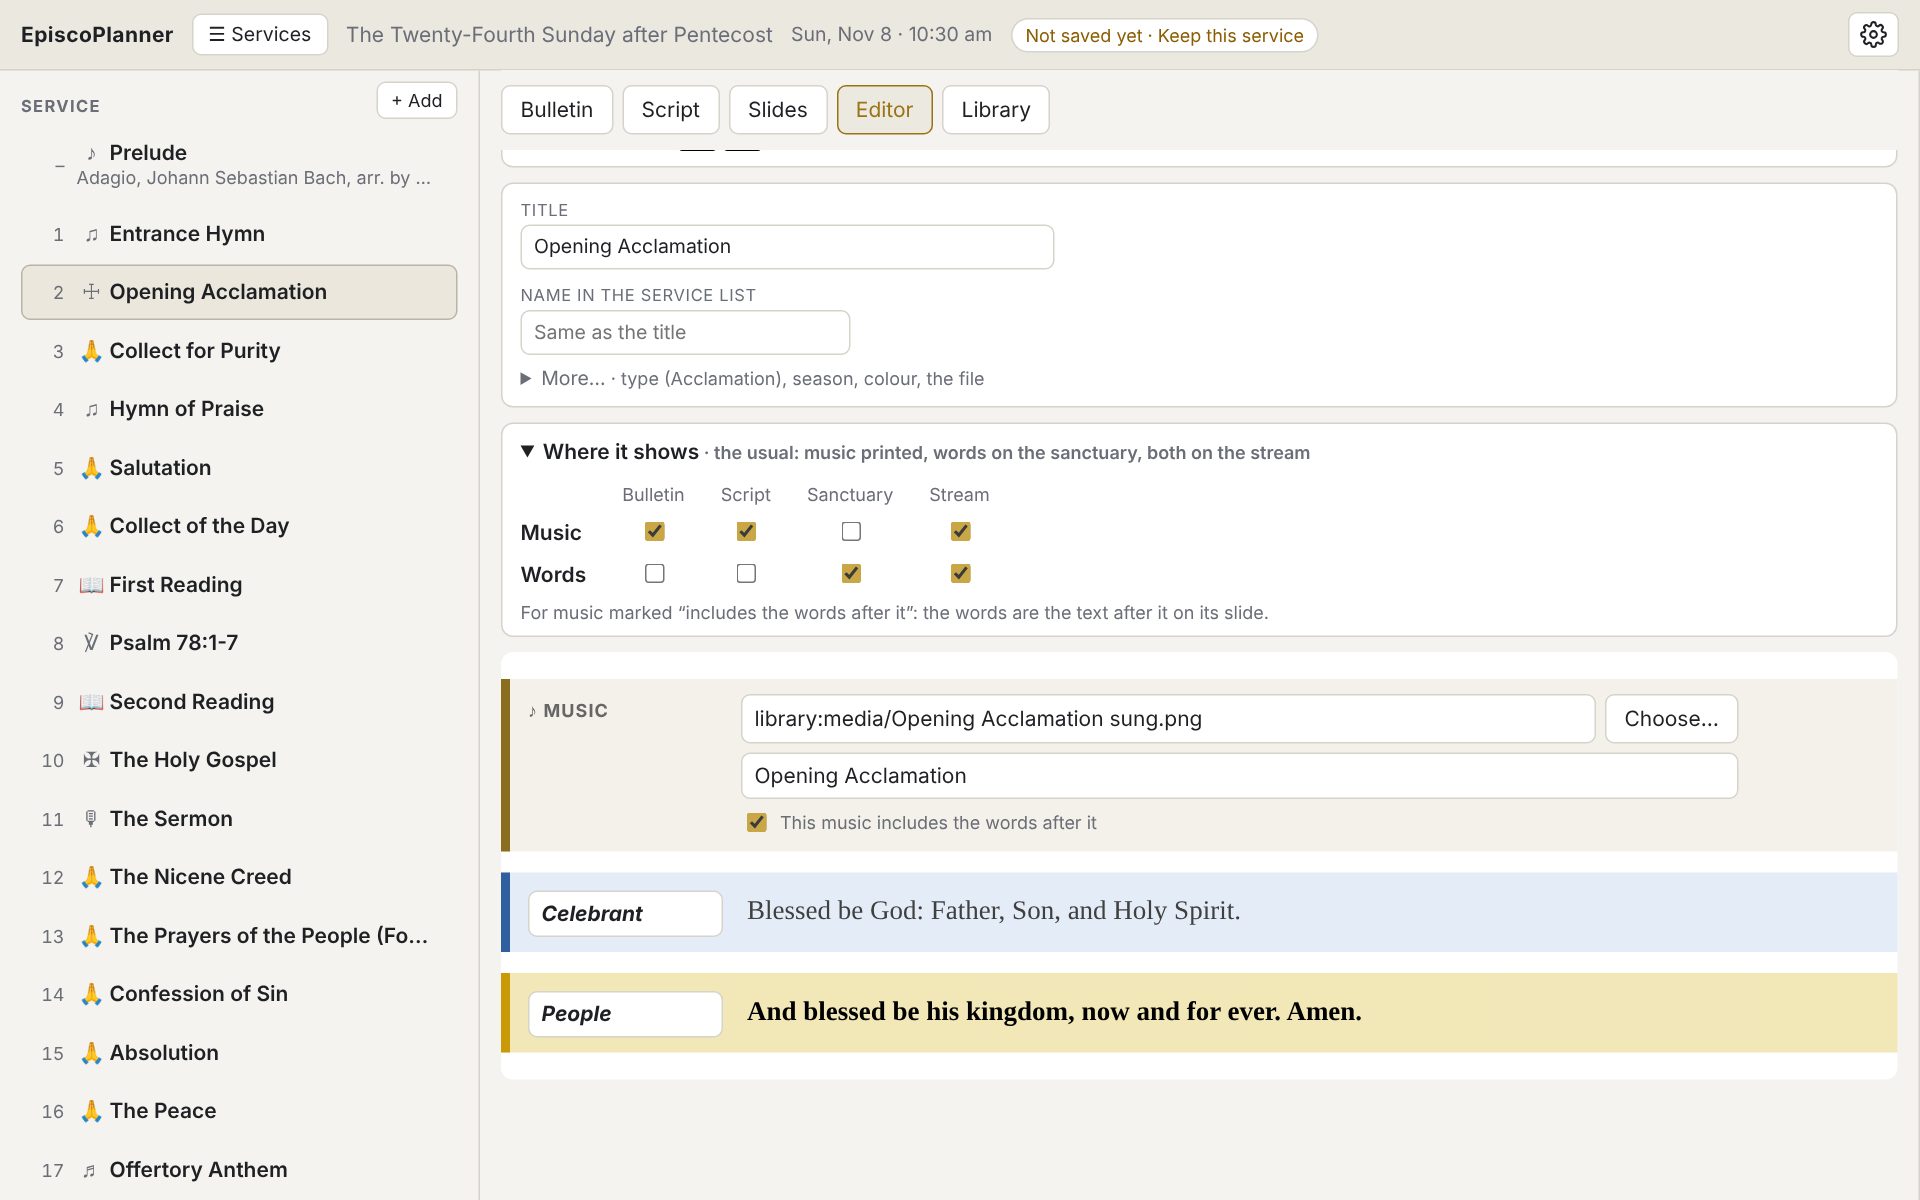 EpiscoPlanner
☰ Services
The Twenty-Fourth Sunday after Pentecost
Sun, Nov 8 · 10:30 am
Not saved yet · Keep this service
SERVICE
+ Add
– ♪ Prelude
Adagio, Johann Sebastian Bach, arr. by ...
1 ♫ Entrance Hymn
2 ☩ Opening Acclamation
3 🙏 Collect for Purity
4 ♫ Hymn of Praise
5 🙏 Salutation
6 🙏 Collect of the Day
7 📖 First Reading
8 ℣ Psalm 78:1-7
9 📖 Second Reading
10 ✠ The Holy Gospel
11 🎙 The Sermon
12 🙏 The Nicene Creed
13 🙏 The Prayers of the People (Fo...
14 🙏 Confession of Sin
15 🙏 Absolution
16 🙏 The Peace
17 ♬ Offertory Anthem
Bulletin
Script
Slides
Editor
Library
TITLE
Opening Acclamation
NAME IN THE SERVICE LIST
Same as the title
▶ More... · type (Acclamation), season, colour, the file
▼ Where it shows · the usual: music printed, words on the sanctuary, both on the stream
Bulletin Script Sanctuary Stream
Music
Words
For music marked “includes the words after it”: the words are the text after it on its slide.
♪ MUSIC
library:media/Opening Acclamation sung.png
Choose...
Opening Acclamation
This music includes the words after it
Celebrant
Blessed be God: Father, Son, and Holy Spirit.
People
And blessed be his kingdom, now and for ever. Amen.